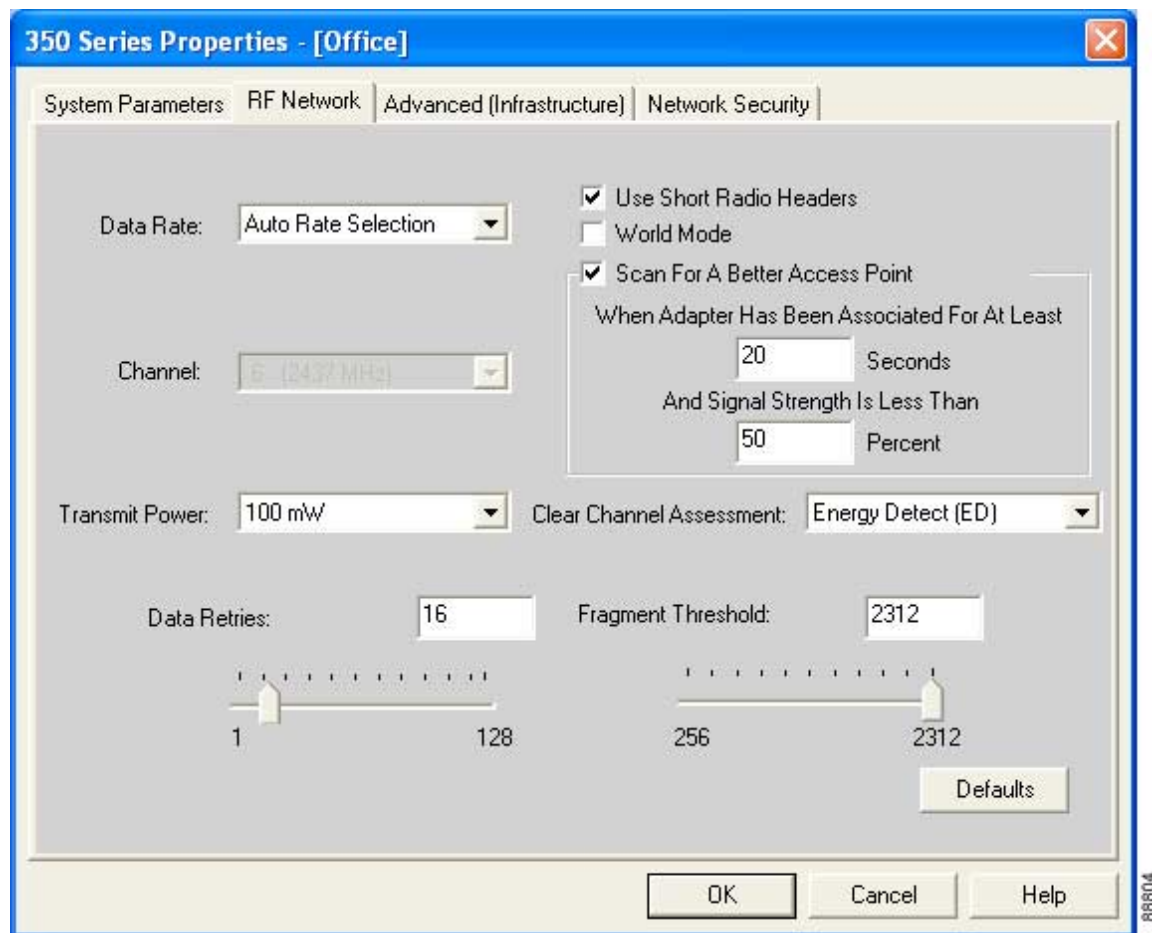 350 Series Properties - [Office]
System Parameters
RF Network
Advanced (Infrastructure)
Network Security
Data Rate:
Auto Rate Selection
Use Short Radio Headers
World Mode
Scan For A Better Access Point
When Adapter Has Been Associated For At Least
20 Seconds
And Signal Strength Is Less Than
50 Percent
Channel:
6 (2437 MHz)
Transmit Power:
100 mW
Clear Channel Assessment:
Energy Detect (ED)
Data Retries:
16
1
128
Fragment Threshold:
2312
256
2312
Defaults
OK
Cancel
Help
88804